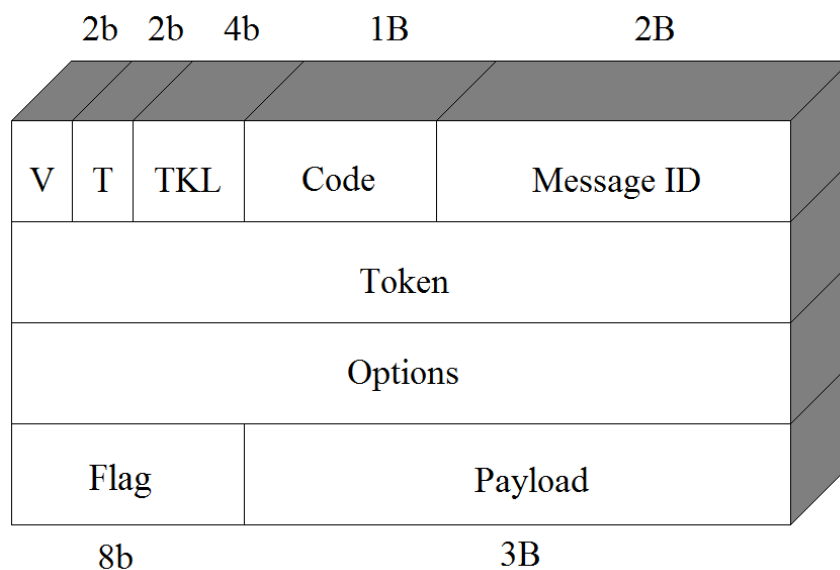 2b 2b 4b 1B 2B
V T TKL Code Message ID
Token
Options
Flag Payload
8b 3B